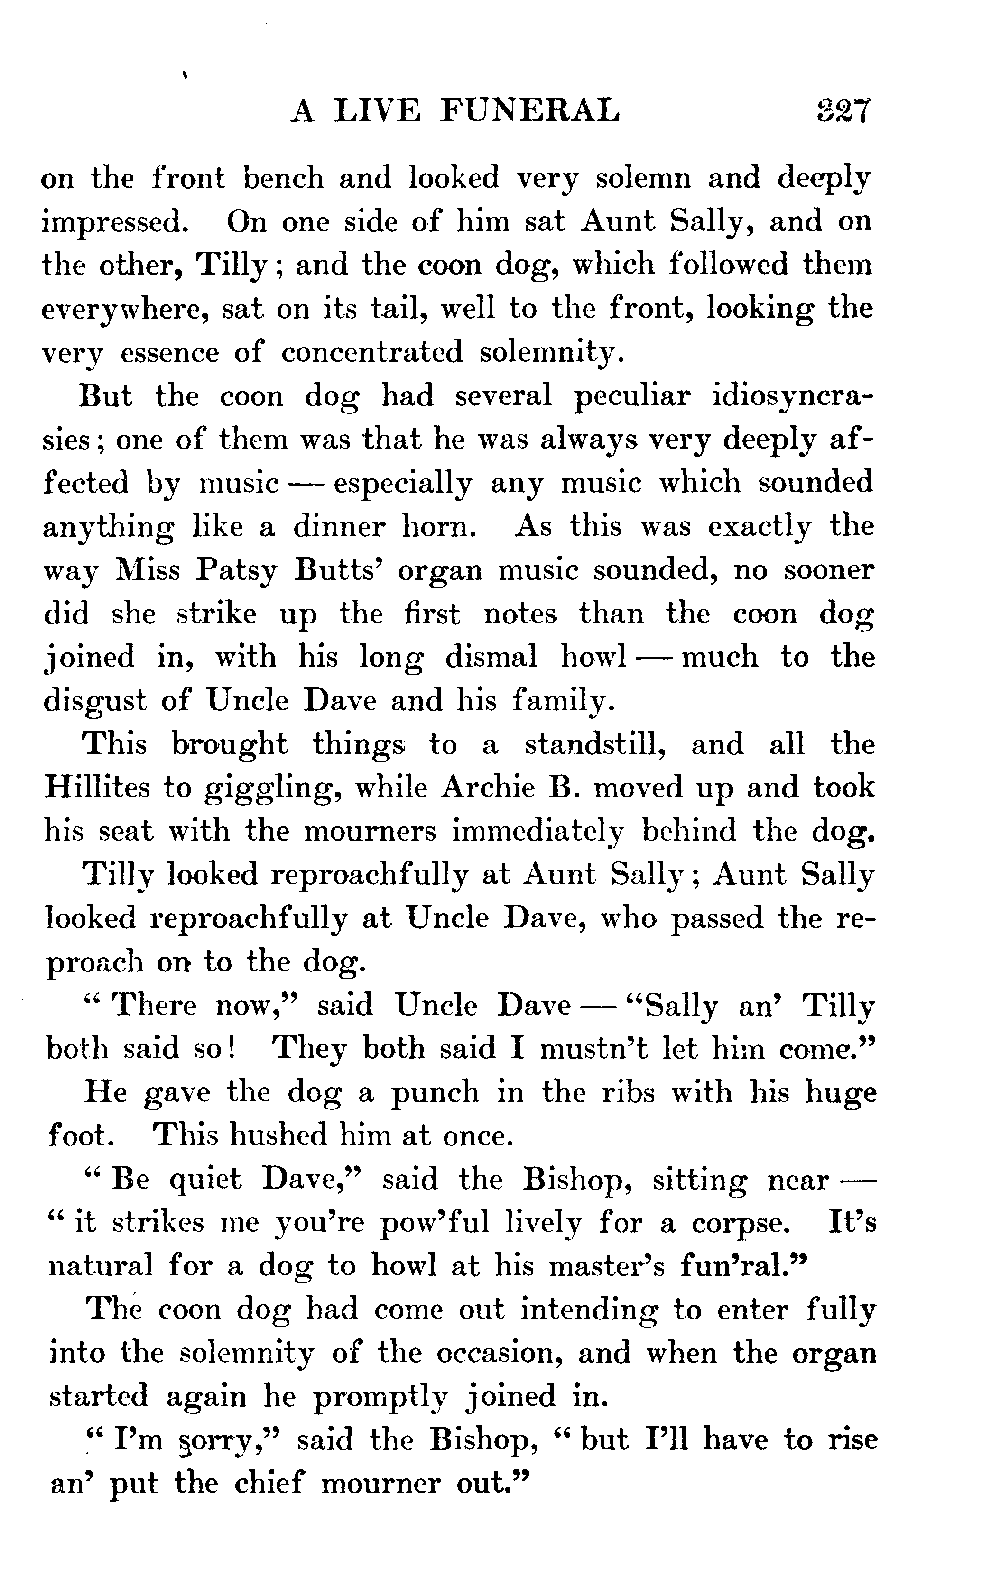 A LIVE FUNERAL 327
on the front bench and looked very solemn and deeply
impressed. On one side of him sat Aunt Sally, and on
the other, Tilly; and the coon dog, which followed them
everywhere, sat on its tail, well to the front, looking the
very essence of concentrated solemnity.
But the coon dog had several peculiar idiosyncra-
sies; one of them was that he was always very deeply af-
fected by music — especially any music which sounded
anything like a dinner horn. As this was exactly the
way Miss Patsy Butts' organ music sounded, no sooner
did she strike up the first notes than the coon dog
joined in, with his long dismal howl — much to the
disgust of Uncle Dave and his family.
This brought things to a standstill, and all the
Hillites to giggling, while Archie B. moved up and took
his seat with the mourners immediately behind the dog.
Tilly looked reproachfully at Aunt Sally; Aunt Sally
looked reproachfully at Uncle Dave, who passed the re-
proach on to the dog.
"There now," said Uncle Dave — "Sally an' Tilly
both said so! They both said I mustn't let him come."
He gave the dog a punch in the ribs with his huge
foot. This hushed him at once.
"Be quiet Dave," said the Bishop, sitting near —
"it strikes me you're pow'ful lively for a corpse. It's
natural for a dog to howl at his master's fun'ral."
The coon dog had come out intending to enter fully
into the solemnity of the occasion, and when the organ
started again he promptly joined in.
"I'm sorry," said the Bishop, "but I'll have to rise
an' put the chief mourner out."